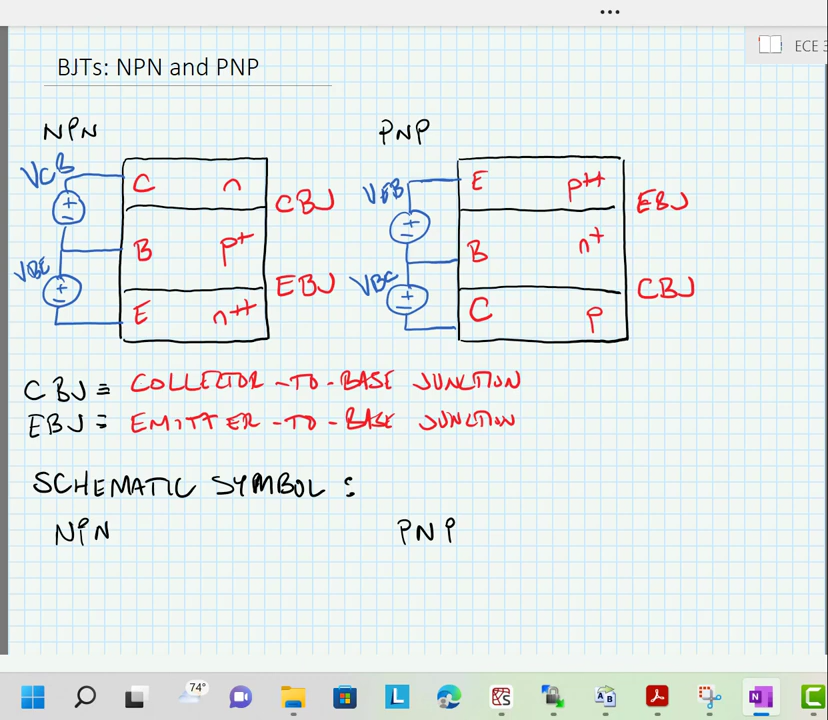 ECE 3
BJTs: NPN and PNP
NPN PNP
VCB C n CBJ VEB E p++ EBJ
B p+ B n+
VBE EBJ VBC CBJ
E n++ C p
CBJ ≡ COLLECTOR-TO-BASE JUNCTION
EBJ = EMITTER-TO-BASE JUNCTION
SCHEMATIC SYMBOL:
NPN PNP
74°